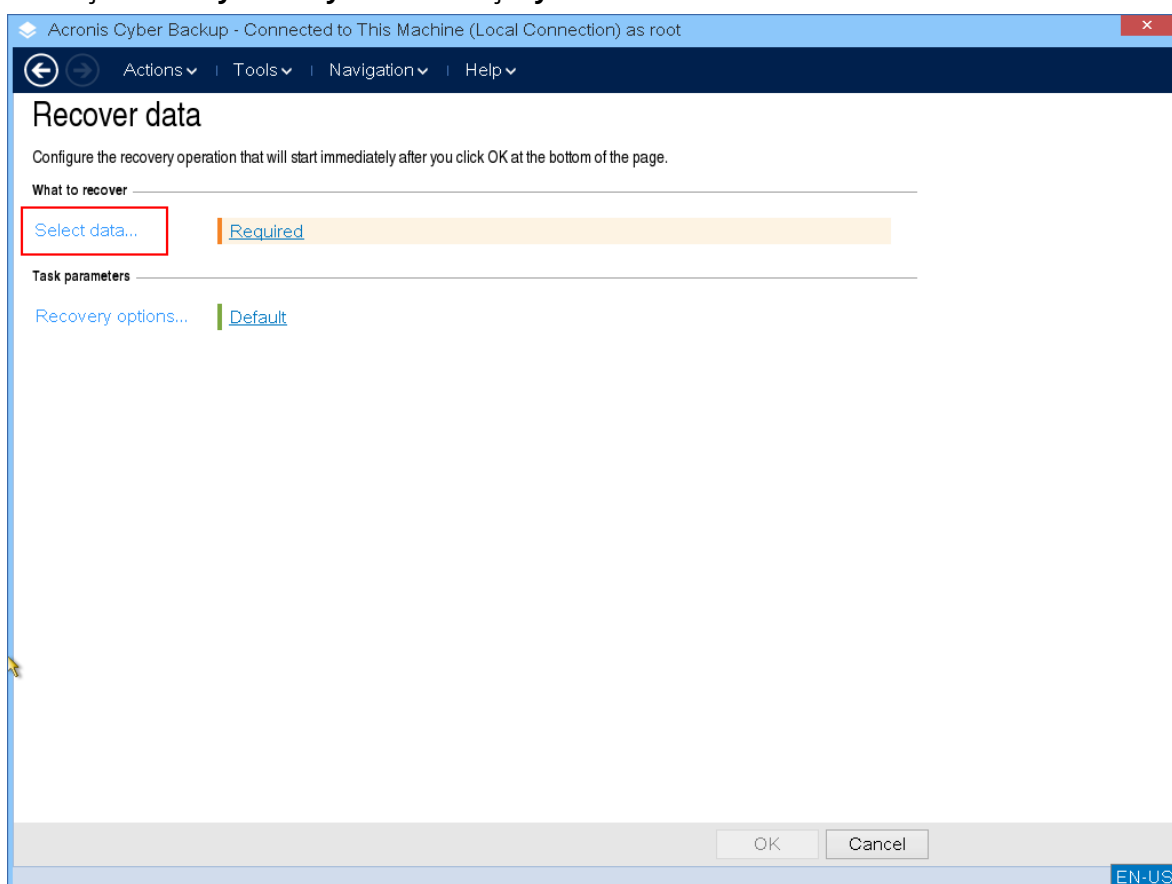 Acronis Cyber Backup - Connected to This Machine (Local Connection) as root
Actions Tools Navigation Help
Recover data
Configure the recovery operation that will start immediately after you click OK at the bottom of the page.
What to recover
Select data... Required
Task parameters
Recovery options... Default
OK Cancel
EN-US